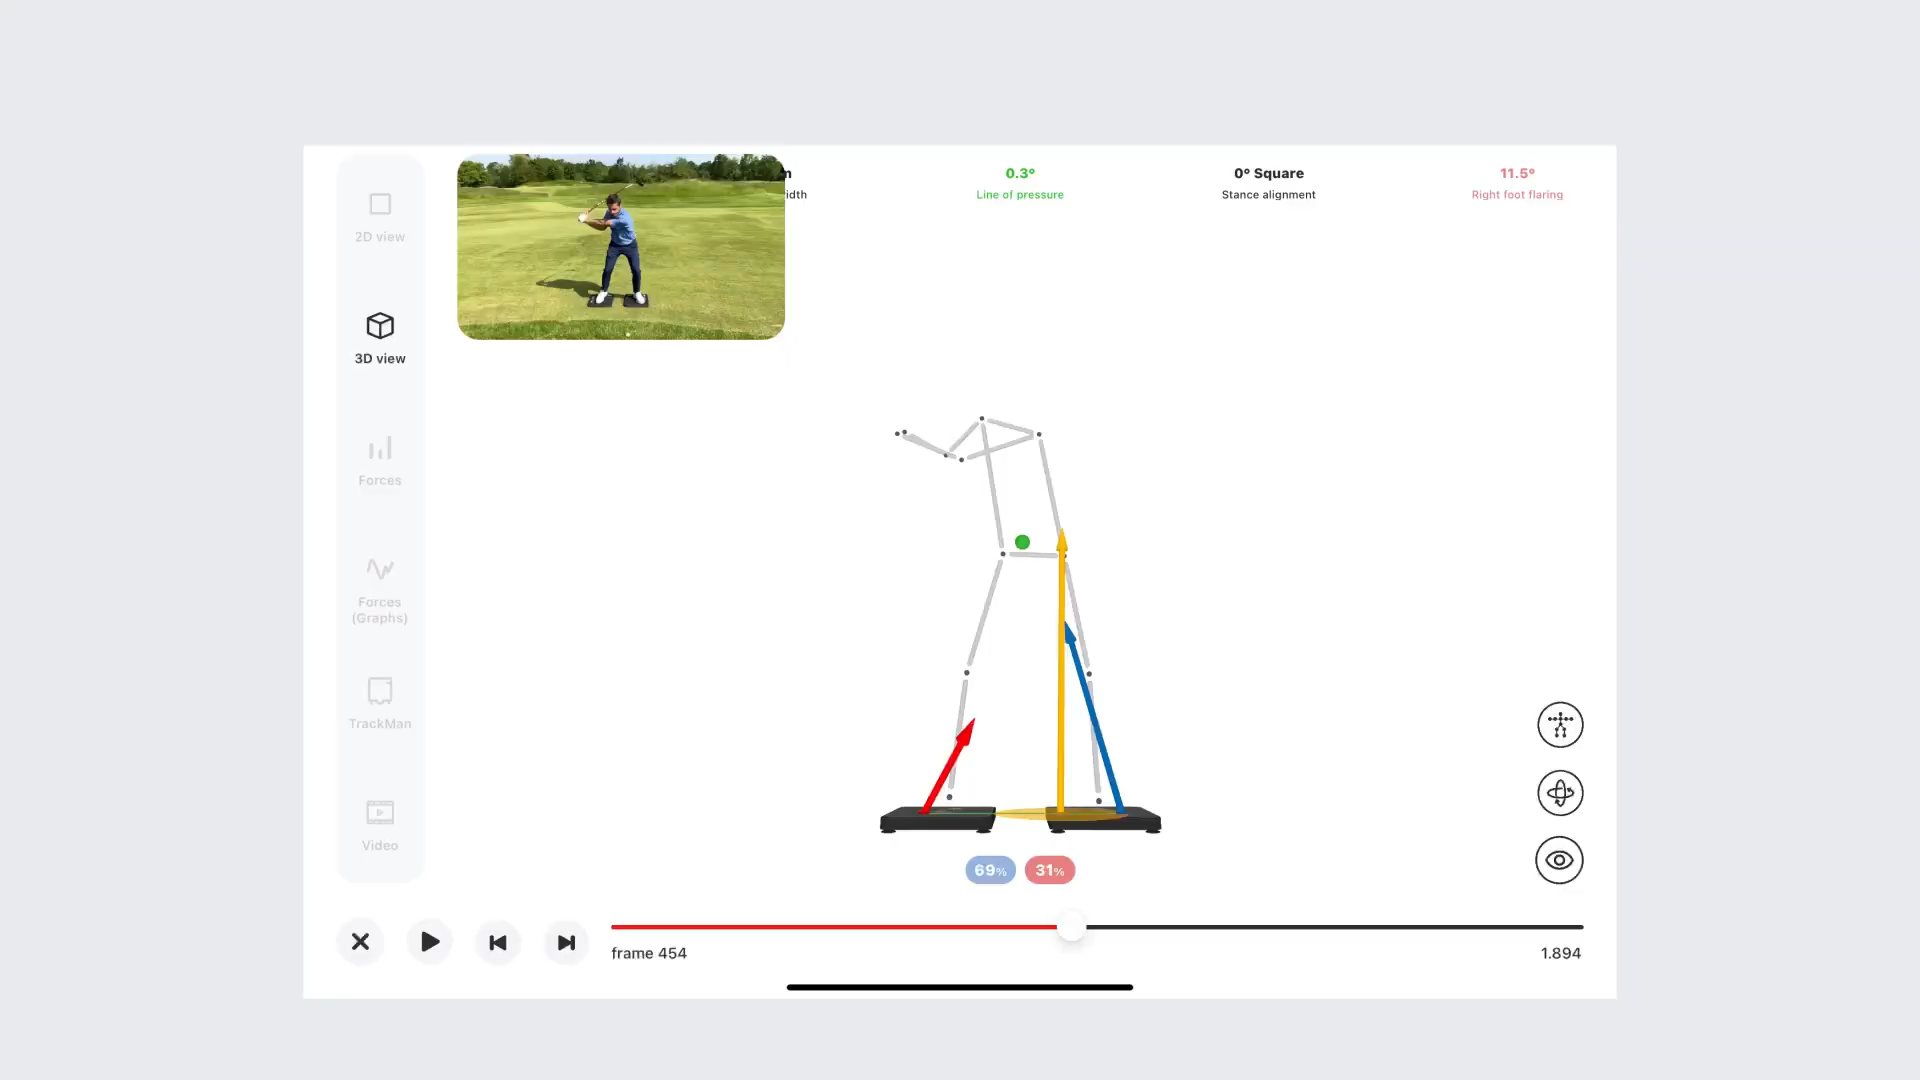 2D view
3D view
Forces
Forces
(Graphs)
TrackMan
Video
0.3°
Line of pressure
0° Square
Stance alignment
11.5°
Right foot flaring
69%
31%
frame 454
1.894